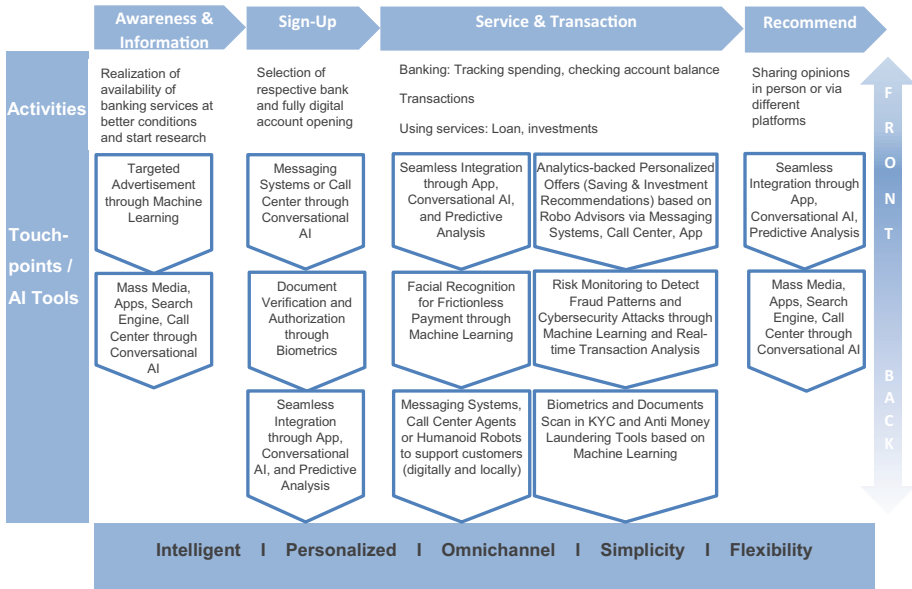 Awareness &
Information
Sign-Up
Service & Transaction
Recommend
Activities
Realization of
availability of
banking services at
better conditions
and start research
Selection of
respective bank
and fully digital
account opening
Banking: Tracking spending, checking account balance
Transactions
Using services: Loan, investments
Sharing opinions
in person or via
different
platforms
Touch-
points /
AI Tools
Targeted
Advertisement
through Machine
Learning
Messaging
Systems or Call
Center through
Conversational
AI
Seamless Integration
through App,
Conversational AI,
and Predictive
Analysis
Analytics-backed Personalized
Offers (Saving & Investment
Recommendations) based on
Robo Advisors via Messaging
Systems, Call Center, App
Seamless
Integration through
App,
Conversational AI,
Predictive Analysis
Mass Media,
Apps, Search
Engine, Call
Center through
Conversational
AI
Document
Verification and
Authorization
through
Biometrics
Facial Recognition
for Frictionless
Payment through
Machine Learning
Risk Monitoring to Detect
Fraud Patterns and
Cybersecurity Attacks through
Machine Learning and Real-
time Transaction Analysis
Mass Media,
Apps, Search
Engine, Call
Center through
Conversational AI
Seamless
Integration
through App,
Conversational
AI, and Predictive
Analysis
Messaging Systems,
Call Center Agents
or Humanoid Robots
to support customers
(digitally and locally)
Biometrics and Documents
Scan in KYC and Anti Money
Laundering Tools based on
Machine Learning
FRONT
BACK
Intelligent I Personalized I Omnichannel I Simplicity I Flexibility